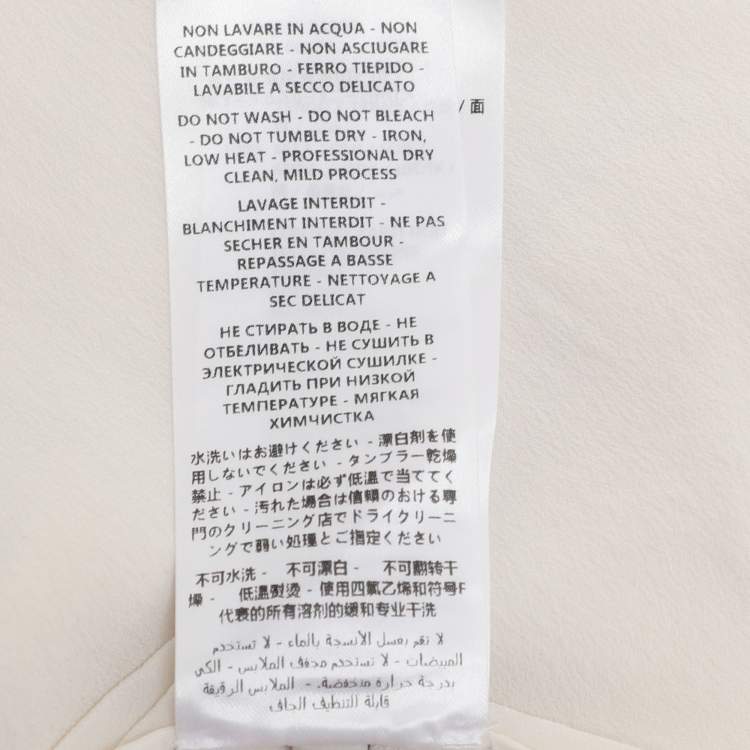 NON LAVARE IN ACQUA - NON
CANDEGGIARE - NON ASCIUGARE
IN TAMBURO - FERRO TIEPIDO -
LAVABILE A SECCO DELICATO
/ 面
DO NOT WASH - DO NOT BLEACH
- DO NOT TUMBLE DRY - IRON,
LOW HEAT - PROFESSIONAL DRY
CLEAN, MILD PROCESS
LAVAGE INTERDIT -
BLANCHIMENT INTERDIT - NE PAS
SECHER EN TAMBOUR -
REPASSAGE A BASSE
TEMPERATURE - NETTOYAGE A
SEC DELICAT
НЕ СТИРАТЬ В ВОДЕ - НЕ
ОТБЕЛИВАТЬ - НЕ СУШИТЬ В
ЭЛЕКТРИЧЕСКОЙ СУШИЛКЕ -
ГЛАДИТЬ ПРИ НИЗКОЙ
ТЕМПЕРАТУРЕ - МЯГКАЯ
ХИМЧИСТКА
水洗いはお避けください - 漂白剤を使
用しないでください - タンブラー乾燥
禁止 - アイロンは必ず低温で当ててく
ださい - 汚れた場合は信頼のおける専
門のクリーニング店でドライクリーニ
ングで弱い処理とご指定ください
不可水洗 - 不可漂白 - 不可翻转干
燥 - 低温熨烫 - 使用四氯乙烯和符号F
代表的所有溶剂的缓和专业干洗
لا تقم بغسل الأنسجة بالماء - لا تستخدم
المبيضات - لا تستخدم مجفف الملابس - الكي
بدرجة حرارة منخفضة. - الملابس الرقيقة
قابلة للتنظيف الجاف